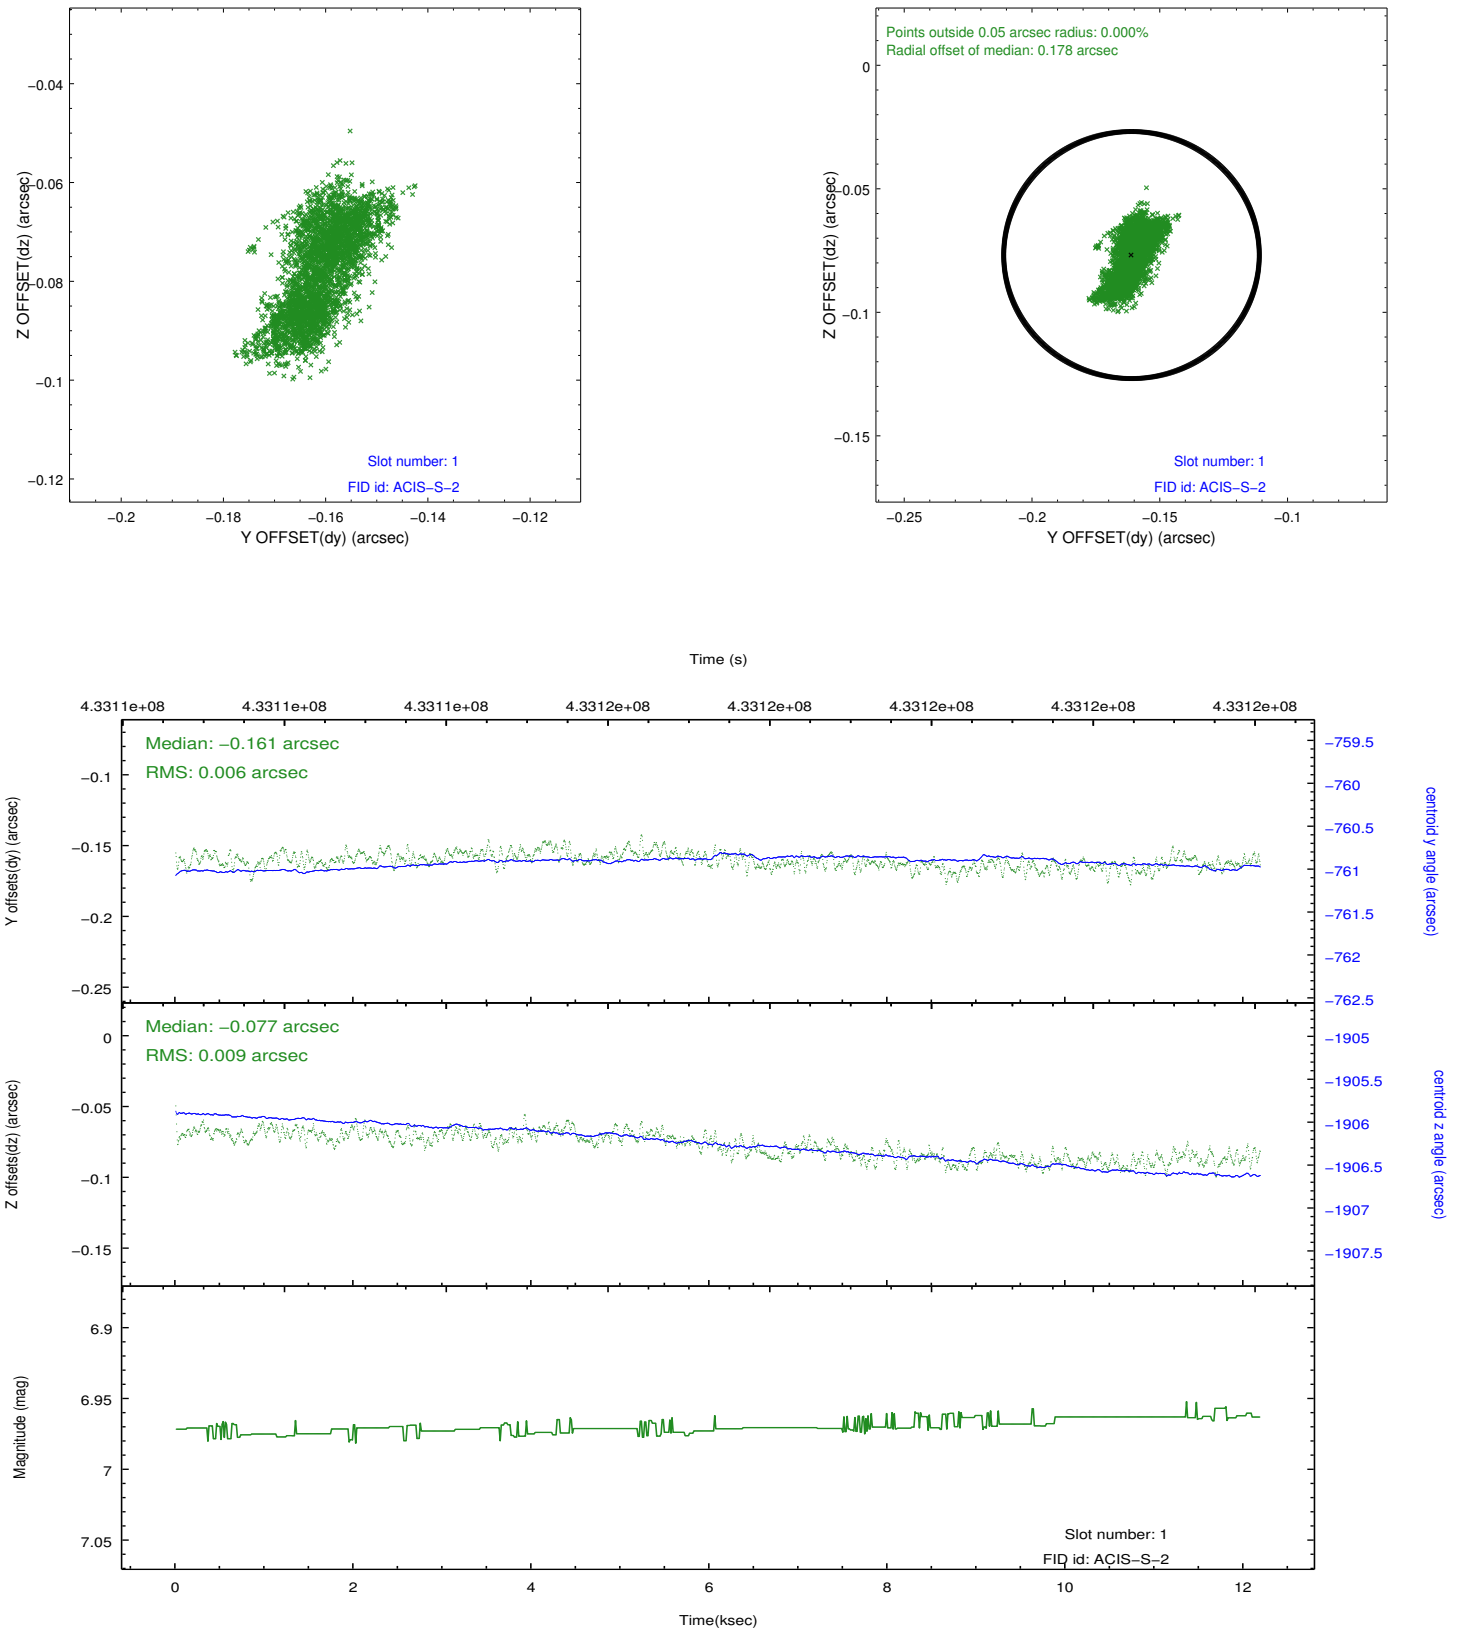 −0.04
−0.06
−0.08
−0.1
−0.12
Z OFFSET(dz) (arcsec)
Slot number: 1
FID id: ACIS−S−2
−0.2
−0.18
−0.16
−0.14
−0.12
Y OFFSET(dy) (arcsec)
Points outside 0.05 arcsec radius: 0.000%
Radial offset of median: 0.178 arcsec
0
−0.05
−0.1
−0.15
Z OFFSET(dz) (arcsec)
Slot number: 1
FID id: ACIS−S−2
−0.25
−0.2
−0.15
−0.1
Y OFFSET(dy) (arcsec)
Time (s)
4.3311e+08
4.3311e+08
4.3311e+08
4.3312e+08
4.3312e+08
4.3312e+08
4.3312e+08
4.3312e+08
Median: −0.161 arcsec
RMS: 0.006 arcsec
−0.1
−0.15
−0.2
−0.25
Y offsets(dy) (arcsec)
−759.5
−760
−760.5
−761
−761.5
−762
−762.5
centroid y angle (arcsec)
Median: −0.077 arcsec
RMS: 0.009 arcsec
0
−0.05
−0.1
−0.15
Z offsets(dz) (arcsec)
−1905
−1905.5
−1906
−1906.5
−1907
−1907.5
centroid z angle (arcsec)
6.9
6.95
7
7.05
Magnitude (mag)
Slot number: 1
FID id: ACIS−S−2
0
2
4
6
8
10
12
Time(ksec)